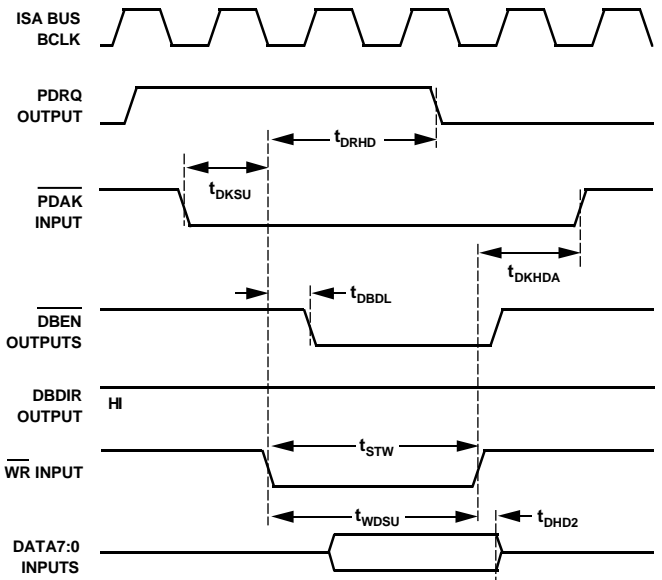 ISA BUS
BCLK
PDRQ
OUTPUT
tDRHD
tDKSU
PDAK
INPUT
tDKHDA
tDBDL
DBEN
OUTPUTS
DBDIR
OUTPUT
HI
tSTW
WR INPUT
tWDSU
tDHD2
DATA7:0
INPUTS